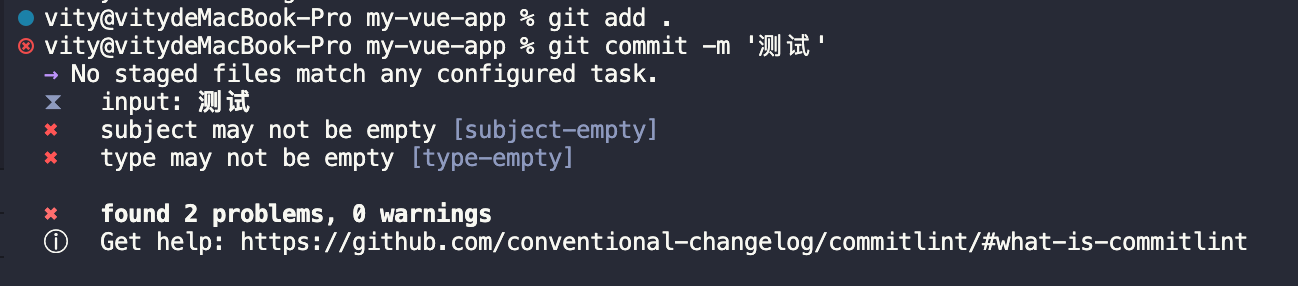 vity@vitydeMacBook-Pro my-vue-app % git add .
vity@vitydeMacBook-Pro my-vue-app % git commit -m '测试'
→ No staged files match any configured task.
⧗ input: 测试
✖ subject may not be empty [subject-empty]
✖ type may not be empty [type-empty]
✖ found 2 problems, 0 warnings
ⓘ Get help: https://github.com/conventional-changelog/commitlint/#what-is-commitlint